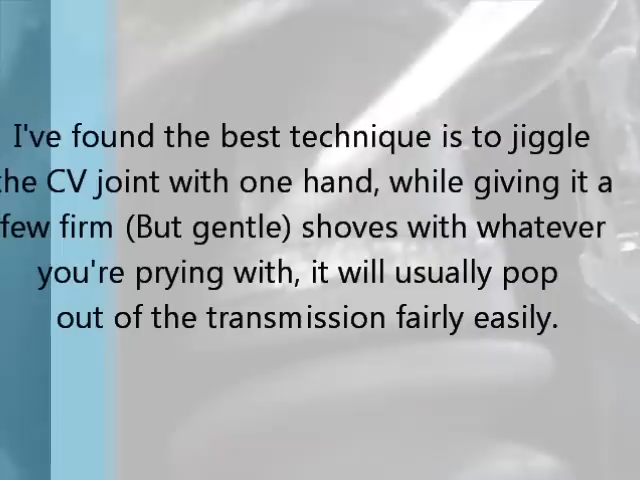 I've found the best technique is to jiggle
the CV joint with one hand, while giving it a
few firm (But gentle) shoves with whatever
you're prying with, it will usually pop
out of the transmission fairly easily.